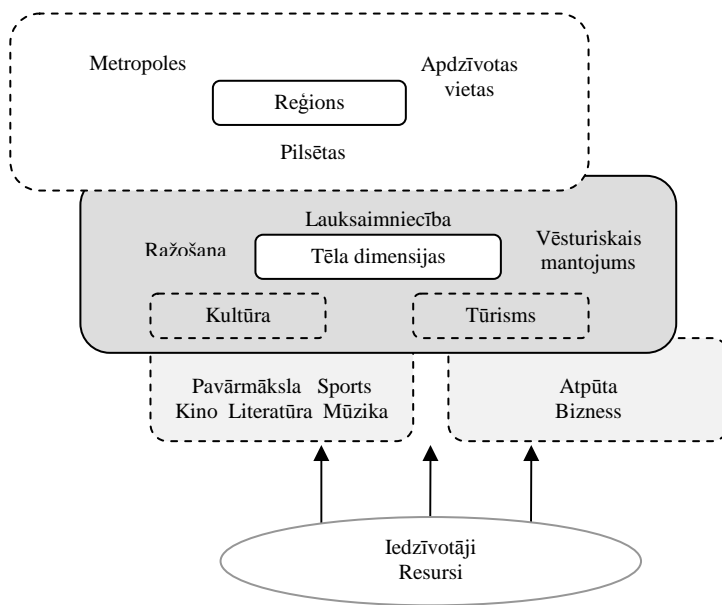 Metropoles
Apdzīvotas
vietas
Reģions
Pilsētas
Lauksaimniecība
Ražošana
Tēla dimensijas
Vēsturiskais
mantojums
Kultūra
Tūrisms
Pavārmāksla Sports
Kino Literatūra Mūzika
Atpūta
Bizness
Iedzīvotāji
Resursi